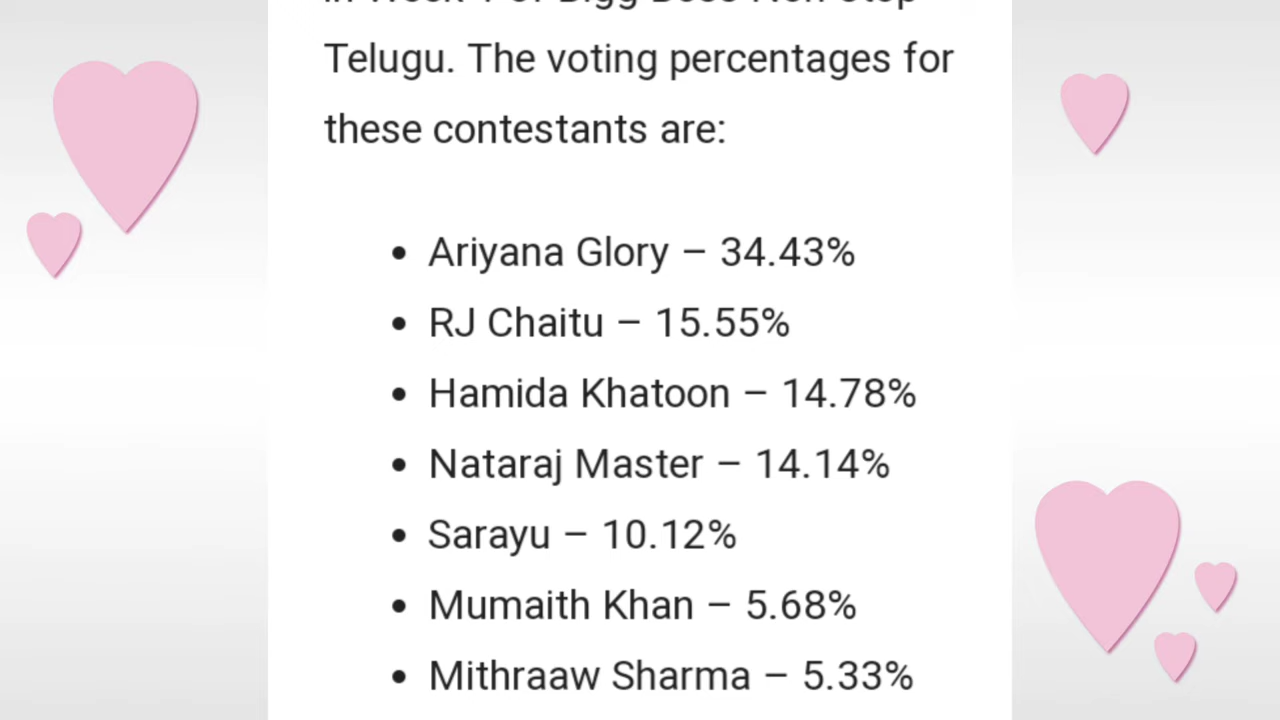 Telugu. The voting percentages for
these contestants are:
• Ariyana Glory – 34.43%
• RJ Chaitu – 15.55%
• Hamida Khatoon – 14.78%
• Nataraj Master – 14.14%
• Sarayu – 10.12%
• Mumaith Khan – 5.68%
• Mithraaw Sharma – 5.33%